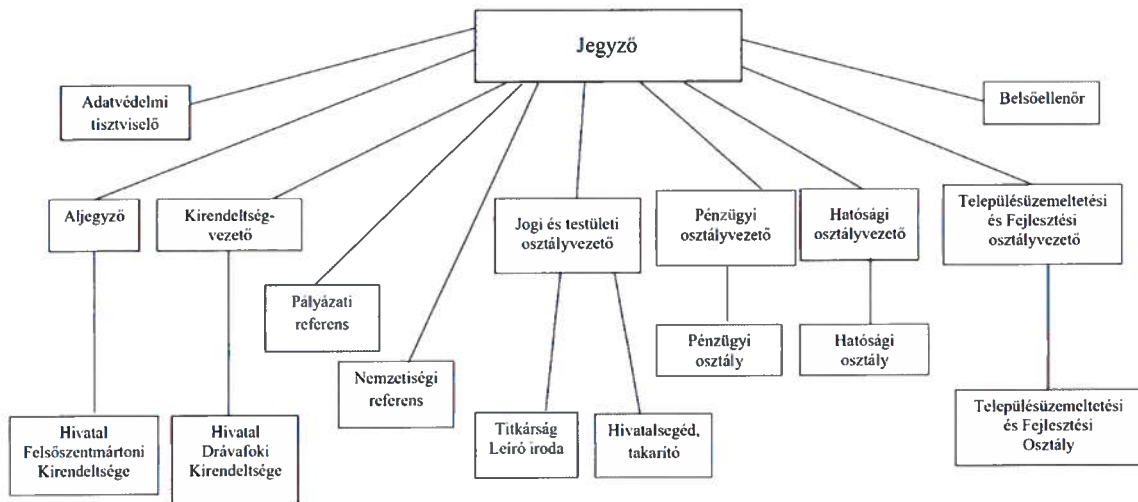 Jegyző
Adatvédelmi
tisztviselő
Belsőellenőr
Aljegyző
Kirendeltség-
vezető
Jogi és testületi
osztályvezető
Pénzügyi
osztályvezető
Hatósági
osztályvezető
Településüzemeltetési
és Fejlesztési
osztályvezető
Pályázati
referens
Nemzetiségi
referens
Pénzügyi
osztály
Hatósági
osztály
Hivatal
Felsőszentmártoni
Kirendeltsége
Hivatal
Drávafoki
Kirendeltsége
Titkárság
Leíró iroda
Hivatalsegéd,
takarító
Településüzemeltetési
és Fejlesztési
Osztály